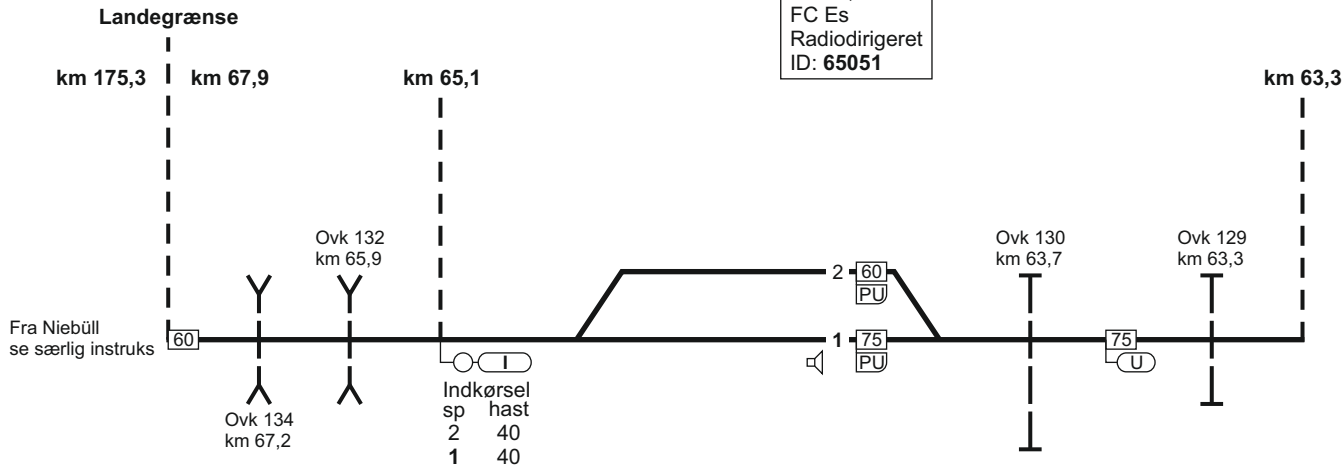 Landegrænse
FC Es
Radiodirigeret
ID: 65051
km 175,3
km 67,9
km 65,1
km 63,3
Ovk 132
km 65,9
Ovk 130
km 63,7
Ovk 129
km 63,3
2 60
PU
Fra Niebüll
se særlig instruks
60
1 75
PU
75
U
I
Indkørsel
sp hast
2 40
1 40
Ovk 134
km 67,2